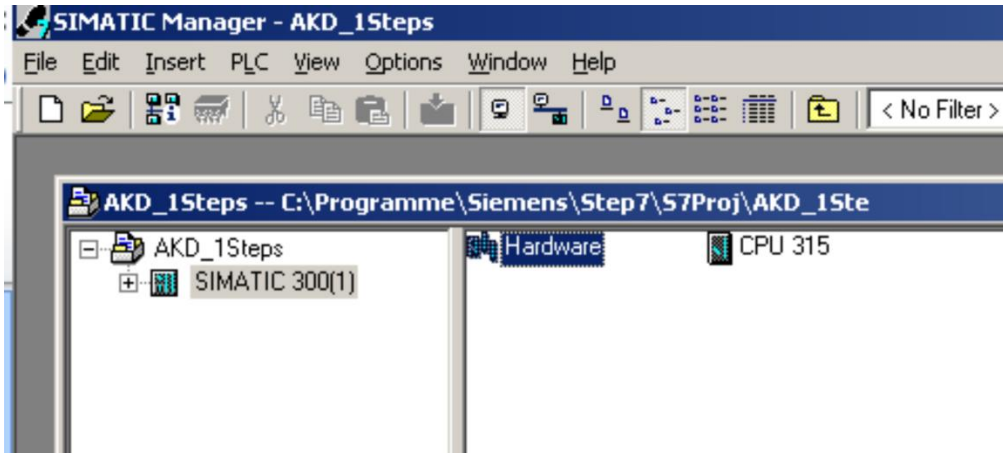 SIMATIC Manager - AKD_1Steps
File Edit Insert PLC View Options Window Help
< No Filter >
AKD_1Steps -- C:\Programme\Siemens\Step7\S7Proj\AKD_1Ste
AKD_1Steps
SIMATIC 300(1)
Hardware
CPU 315